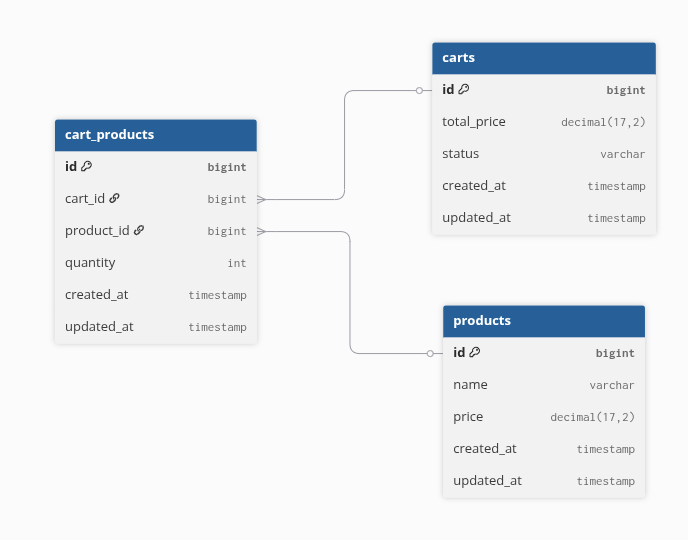 carts
id bigint
total_price decimal(17,2)
status varchar
created_at timestamp
updated_at timestamp
cart_products
id bigint
cart_id bigint
product_id bigint
quantity int
created_at timestamp
updated_at timestamp
products
id bigint
name varchar
price decimal(17,2)
created_at timestamp
updated_at timestamp